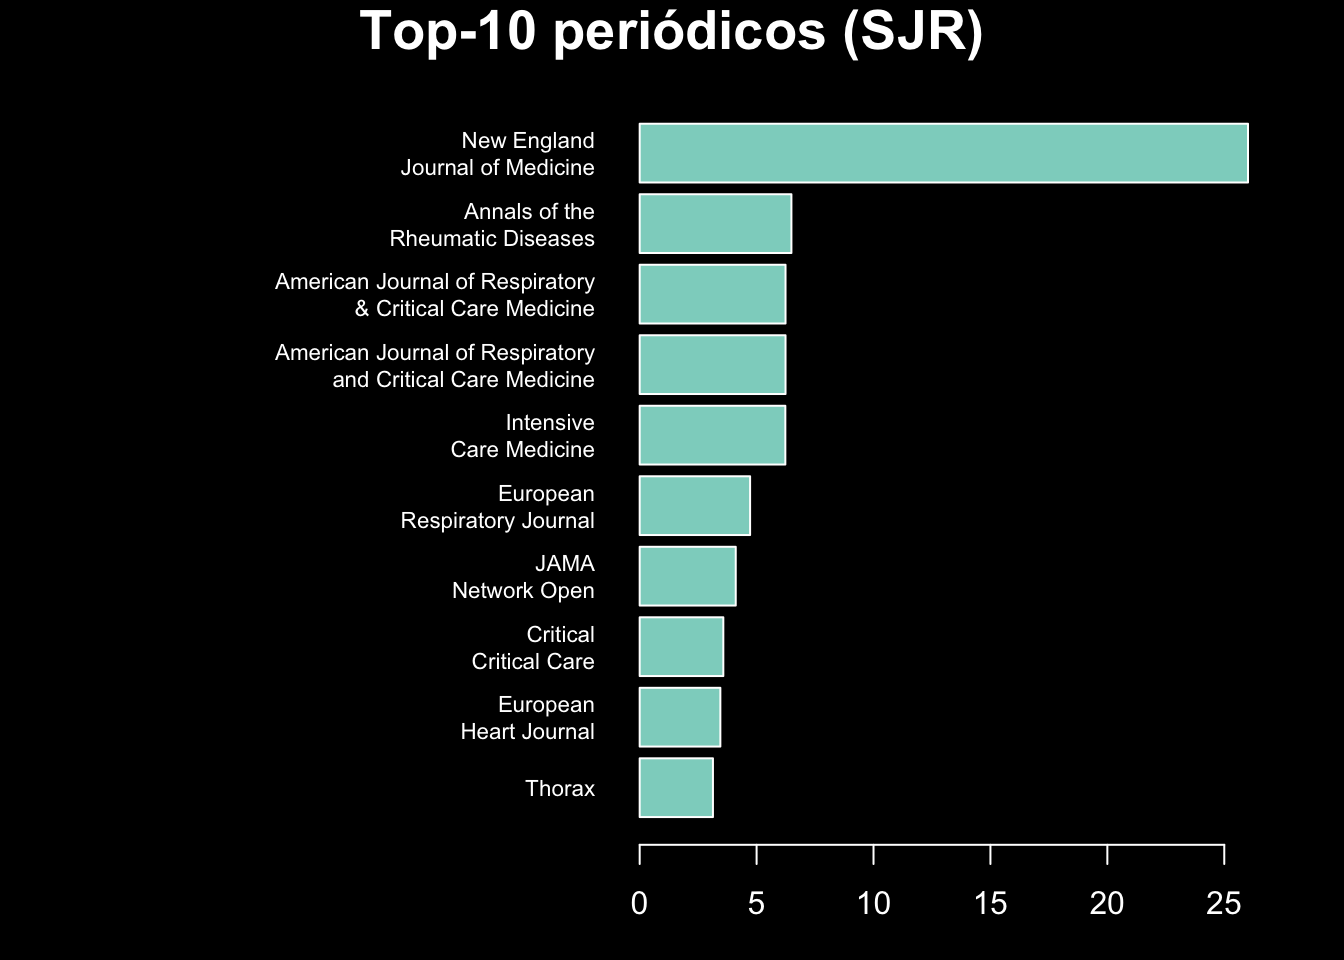 Top-10 periódicos (SJR)
New England
Journal of Medicine
Annals of the
Rheumatic Diseases
American Journal of Respiratory
& Critical Care Medicine
American Journal of Respiratory
and Critical Care Medicine
Intensive
Care Medicine
European
Respiratory Journal
JAMA
Network Open
Critical
Critical Care
European
Heart Journal
Thorax
0 5 10 15 20 25